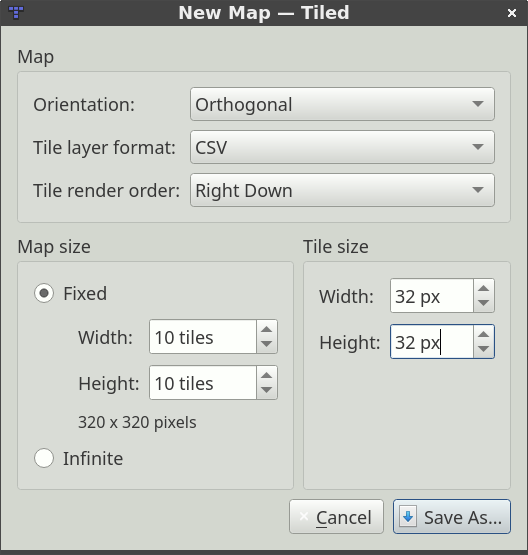 New Map — Tiled
Map
Orientation: Orthogonal
Tile layer format: CSV
Tile render order: Right Down
Map size
Fixed
Width: 10 tiles
Height: 10 tiles
320 x 320 pixels
Infinite
Tile size
Width: 32 px
Height: 32 px
Cancel Save As...